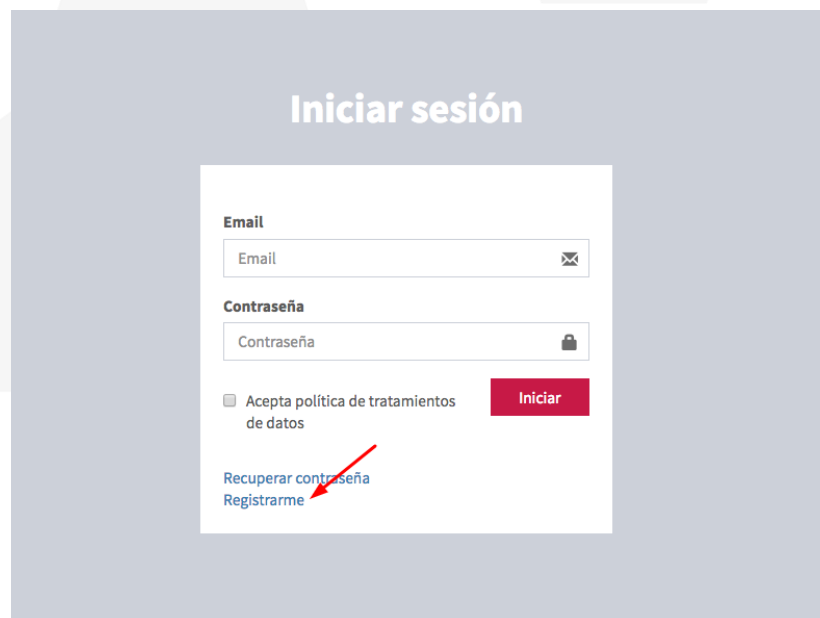 Iniciar sesión
Email
Email
Contraseña
Contraseña
Acepta política de tratamientos
de datos
Iniciar
Recuperar contraseña
Registrarme